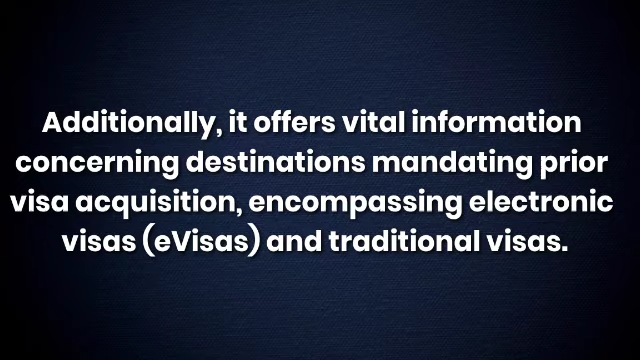 Additionally, it offers vital information
concerning destinations mandating prior
visa acquisition, encompassing electronic
visas (eVisas) and traditional visas.